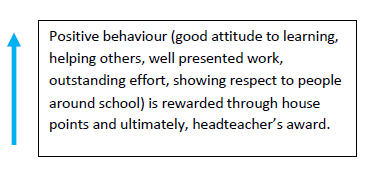 Positive behaviour (good attitude to learning,
helping others, well presented work,
outstanding effort, showing respect to people
around school) is rewarded through house
points and ultimately, headteacher’s award.